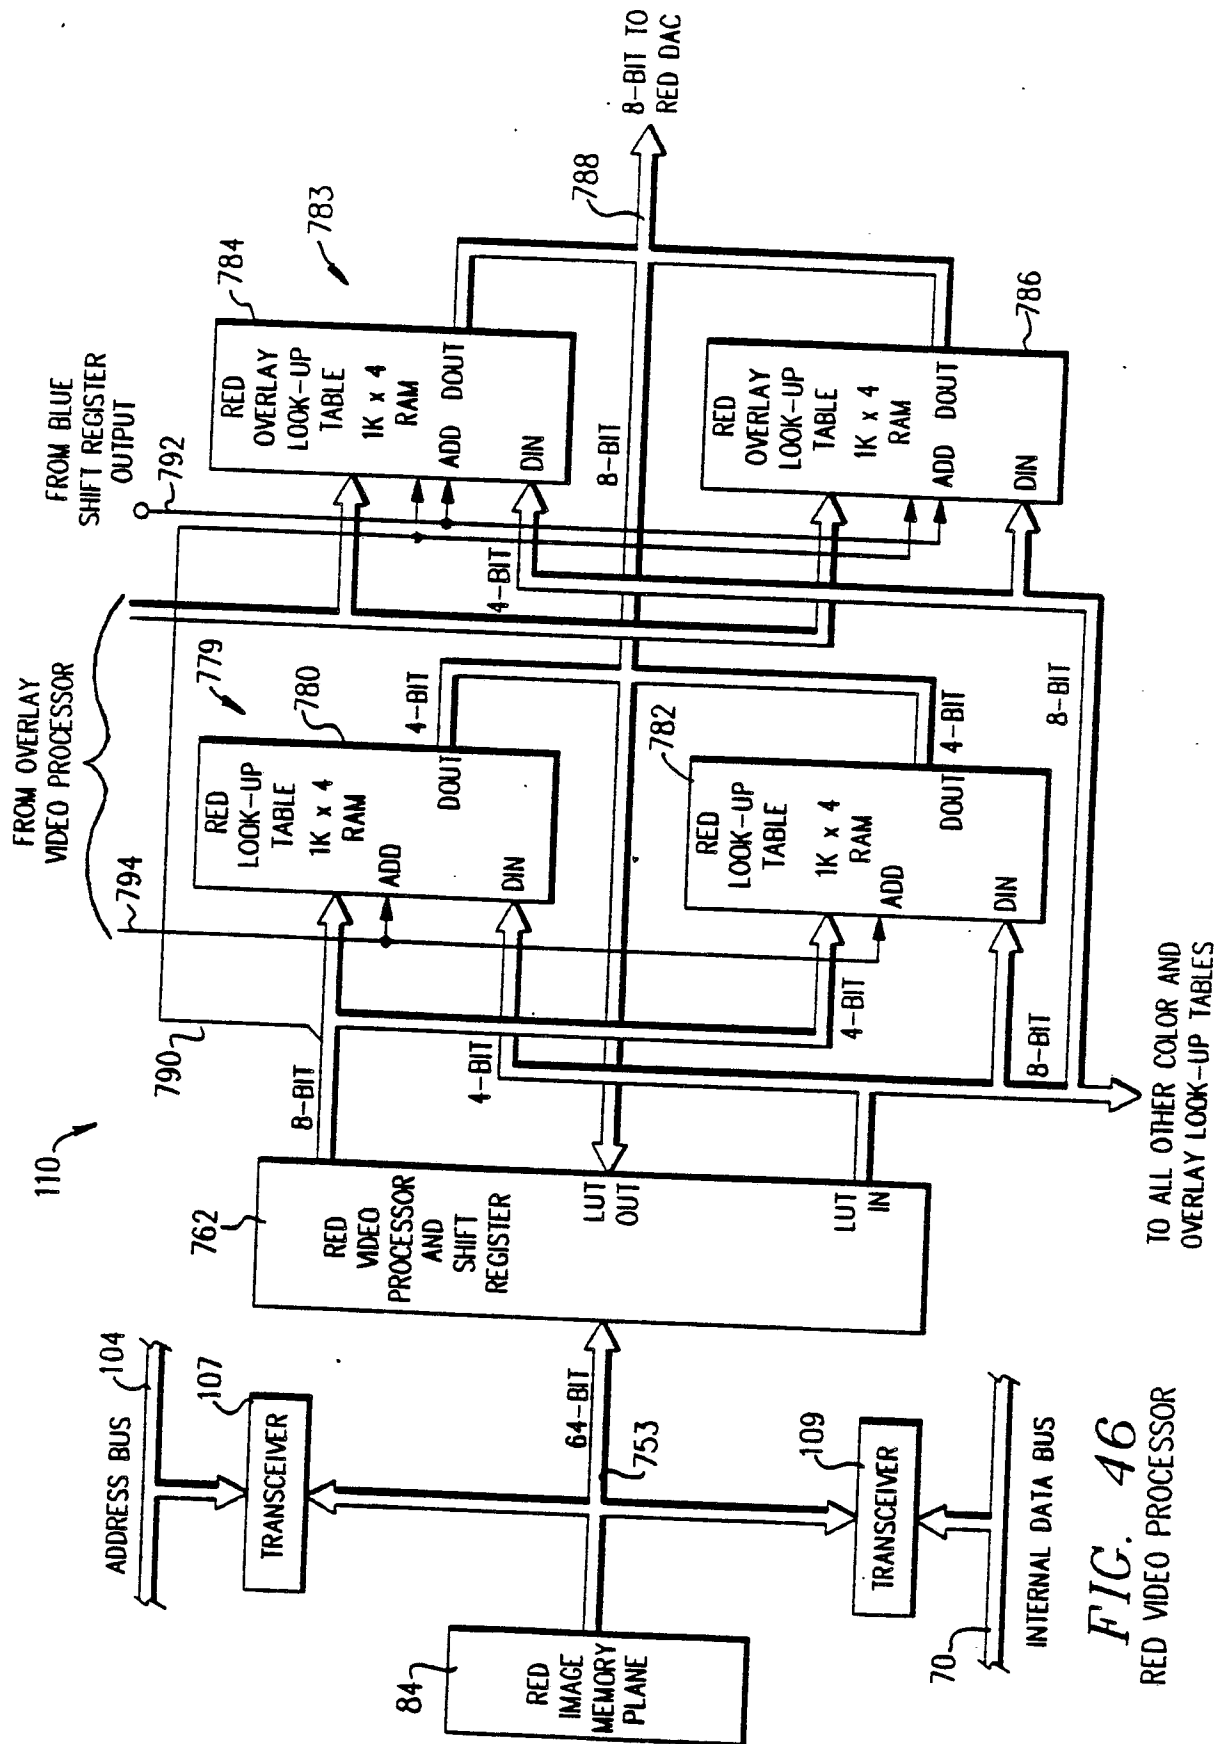 110
ADDRESS BUS
104
107
TRANSCEIVER
84
RED
IMAGE
MEMORY
PLANE
64-BIT
753
109
TRANSCEIVER
70
INTERNAL DATA BUS
762
RED
VIDEO
PROCESSOR
AND
SHIFT
REGISTER
LUT
OUT
LUT
IN
8-BIT
790
4-BIT
4-BIT
8-BIT
TO ALL OTHER COLOR AND
OVERLAY LOOK-UP TABLES
FROM OVERLAY
VIDEO PROCESSOR
794
779
780
RED
LOOK-UP
TABLE
1K x 4
RAM
ADD
DOUT
DIN
4-BIT
782
RED
LOOK-UP
TABLE
1K x 4
RAM
ADD
DOUT
DIN
4-BIT
8-BIT
FROM BLUE
SHIFT REGISTER
OUTPUT
792
4-BIT
8-BIT
783
784
RED
OVERLAY
LOOK-UP
TABLE
1K x 4
RAM
ADD DOUT
DIN
786
RED
OVERLAY
LOOK-UP
TABLE
1K x 4
RAM
ADD DOUT
DIN
788
8-BIT TO
RED DAC
FIG. 46
RED VIDEO PROCESSOR